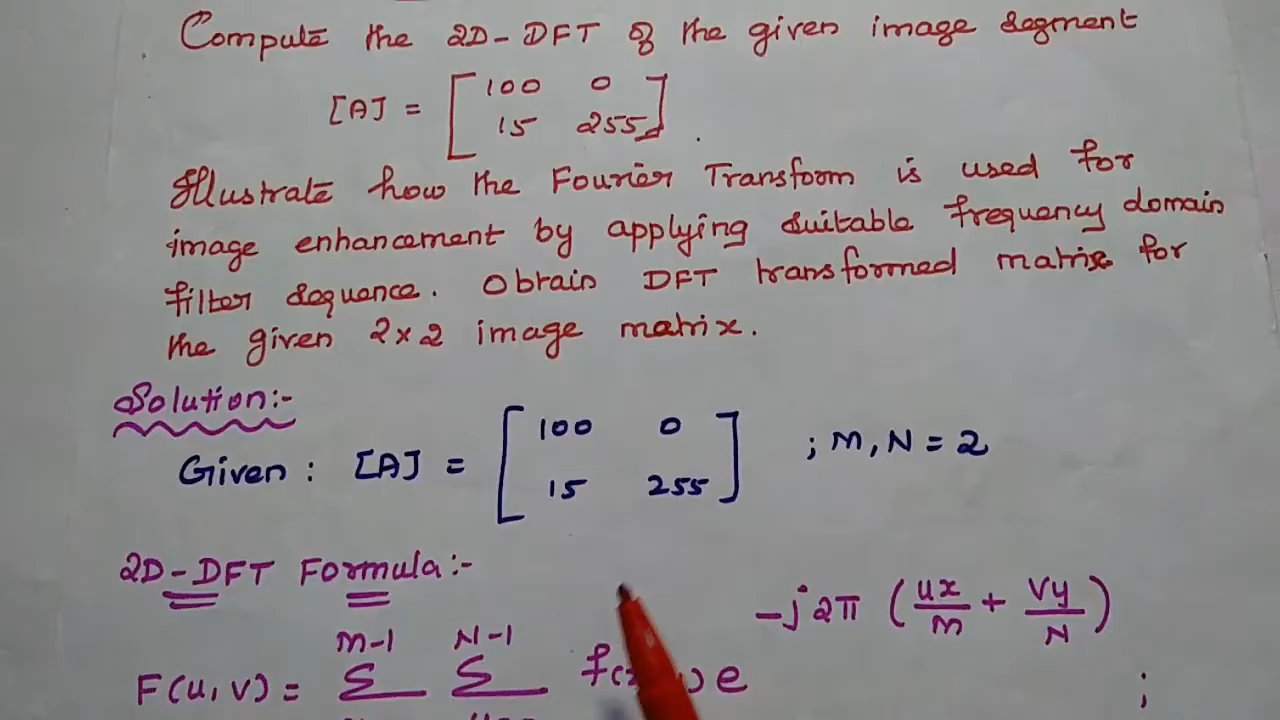 Compute the 2D-DFT of the given image segment
[A] = [ 100 0
15 255 ].
Illustrate how the Fourier Transform is used for
image enhancement by applying suitable frequency domain
filter sequence. Obtain DFT transformed matrix for
the given 2×2 image matrix.
Solution:-
Given: [A] = [ 100 0
15 255 ] ; M, N = 2
2D-DFT Formula:-
-j2π (ux/M + vy/N)
M-1 N-1
F(u,v) = Σ Σ e ;